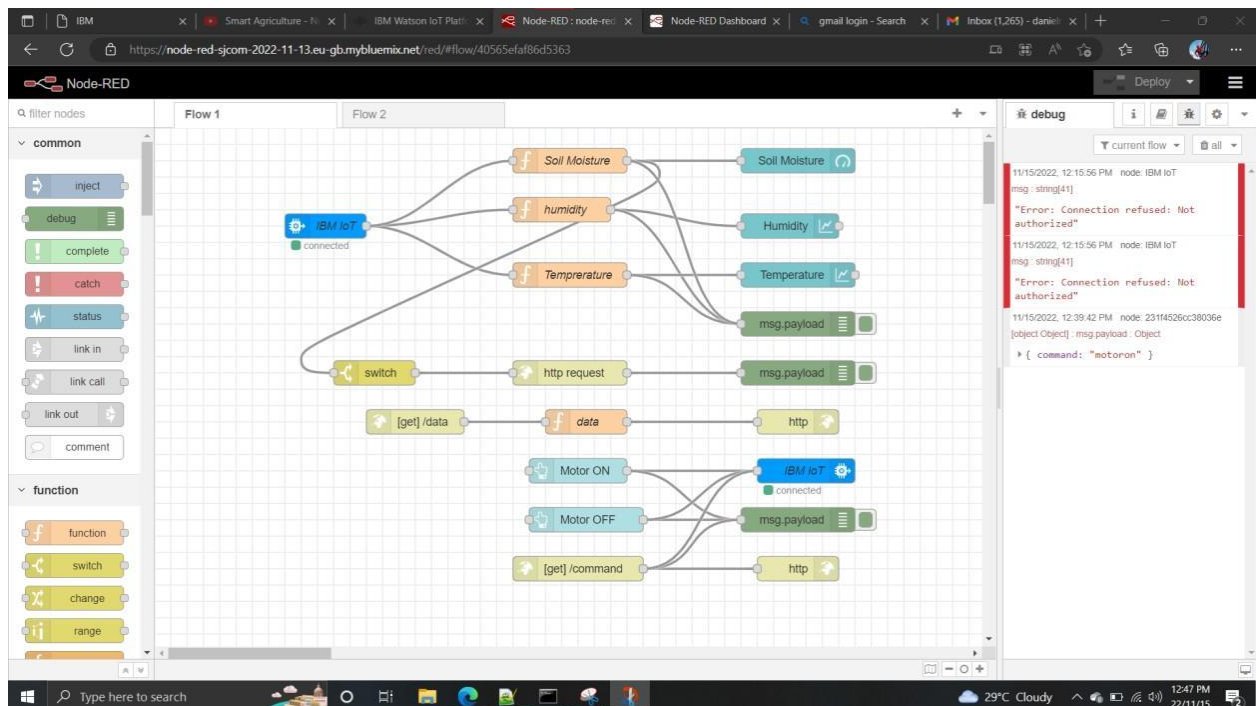 IBM
Smart Agriculture - N
IBM Watson IoT Platf
Node-RED : node-red
Node-RED Dashboard
gmail login - Search
Inbox (1,265) - daniel
https://node-red-sjcom-2022-11-13.eu-gb.mybluemix.net/red/#flow/40565efaf86d5363
Node-RED
Deploy
filter nodes
Flow 1
Flow 2
debug
common
current flow
all
inject
debug
complete
catch
status
link in
link call
link out
comment
function
function
switch
change
range
Soil Moisture
Soil Moisture
humidity
IBM IoT
connected
Humidity
Temprerature
Temperature
msg.payload
switch
http request
msg.payload
[get] /data
data
http
Motor ON
IBM IoT
connected
Motor OFF
msg.payload
[get] /command
http
11/15/2022, 12:15:56 PM node: IBM IoT
msg : string[41]
"Error: Connection refused: Not
authorized"
11/15/2022, 12:15:56 PM node: IBM IoT
msg : string[41]
"Error: Connection refused: Not
authorized"
11/15/2022, 12:39:42 PM node: 231f4526cc38036e
[object Object] : msg.payload : Object
{ command: "motoron" }
Type here to search
29°C Cloudy
12:47 PM
22/11/15